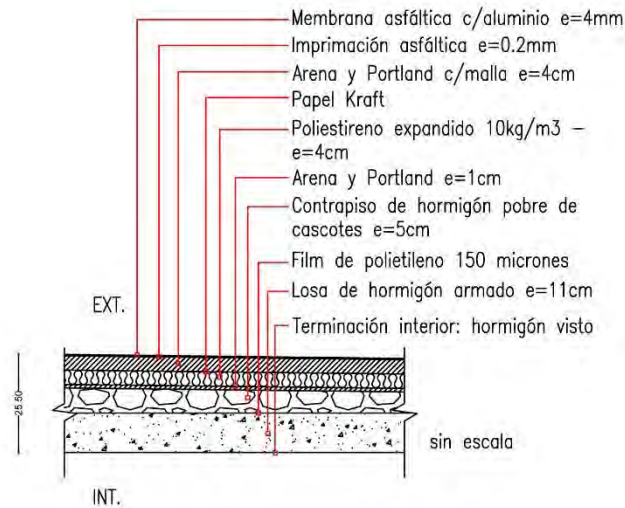 Membrana asfáltica c/aluminio e=4mm
Imprimación asfáltica e=0.2mm
Arena y Portland c/malla e=4cm
Papel Kraft
Poliestireno expandido 10kg/m3 –
e=4cm
Arena y Portland e=1cm
Contrapiso de hormigón pobre de
cascotes e=5cm
Film de polietileno 150 micrones
Losa de hormigón armado e=11cm
Terminación interior: hormigón visto
EXT.
25.50
sin escala
INT.